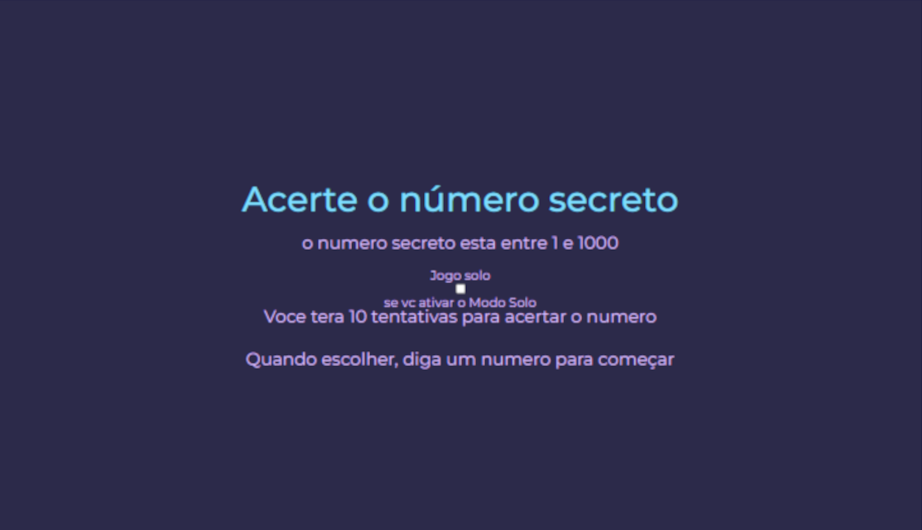 Acerte o número secreto
o numero secreto esta entre 1 e 1000
Jogo solo
se vc ativar o Modo Solo
Voce tera 10 tentativas para acertar o numero
Quando escolher, diga um numero para começar